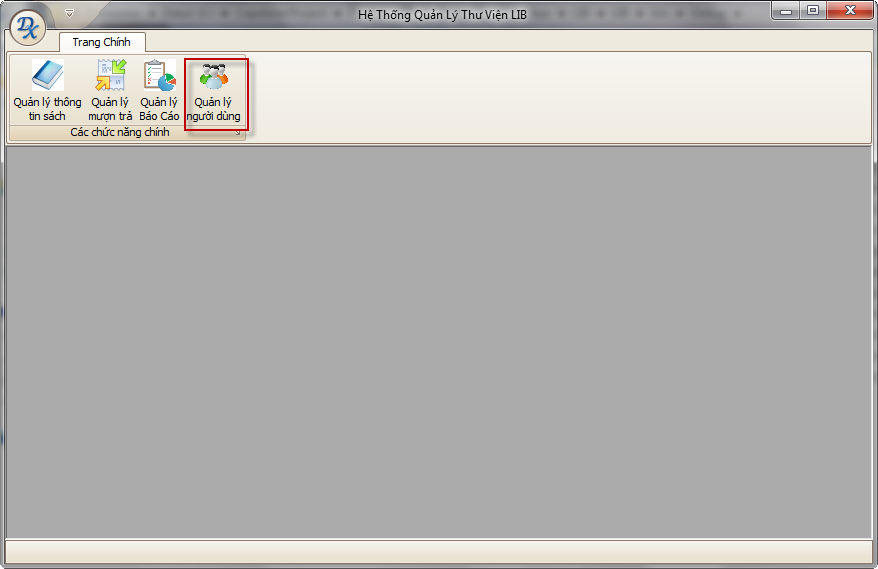 Hệ Thống Quản Lý Thư Viện LIB
DX
Trang Chính
Quản lý thông
tin sách
Quản lý
mượn trả
Quản lý
Báo Cáo
Quản lý
người dùng
Các chức năng chính